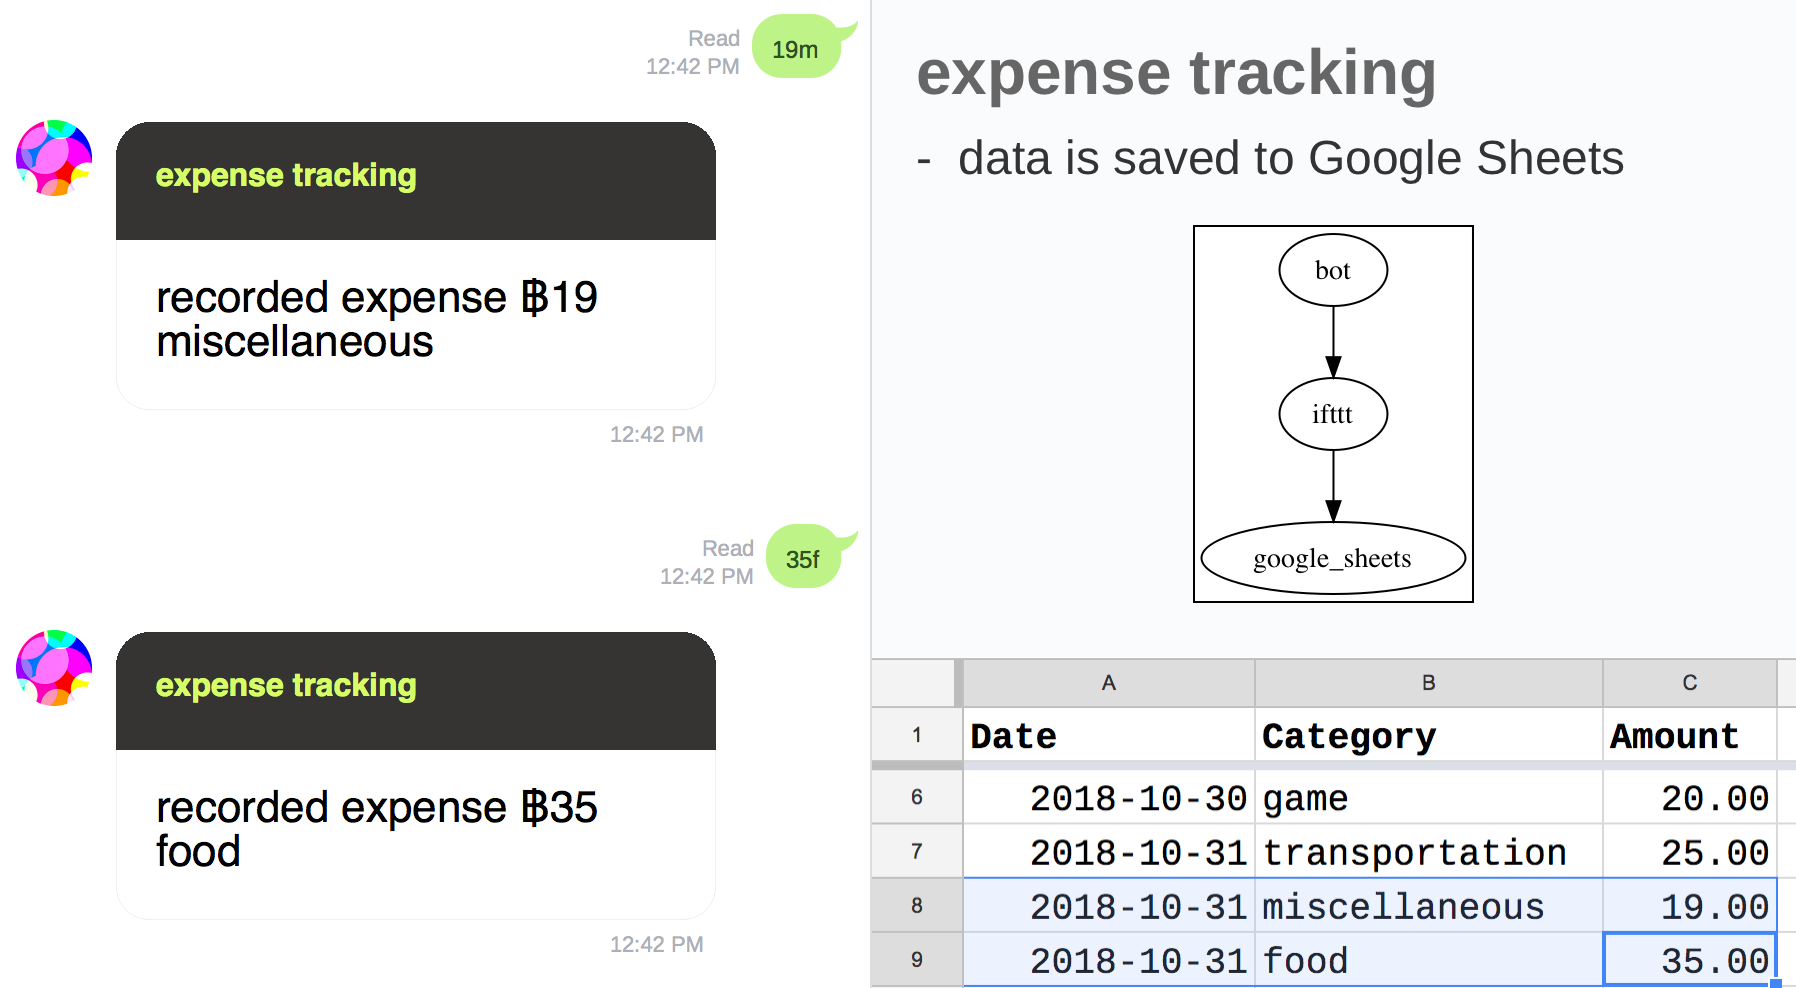 Read
12:42 PM
19m
expense tracking
recorded expense ฿19
miscellaneous
12:42 PM
Read
12:42 PM
35f
expense tracking
recorded expense ฿35
food
12:42 PM
expense tracking
- data is saved to Google Sheets
bot
ifttt
google_sheets
A B C
1 Date Category Amount
6 2018-10-30 game 20.00
7 2018-10-31 transportation 25.00
8 2018-10-31 miscellaneous 19.00
9 2018-10-31 food 35.00